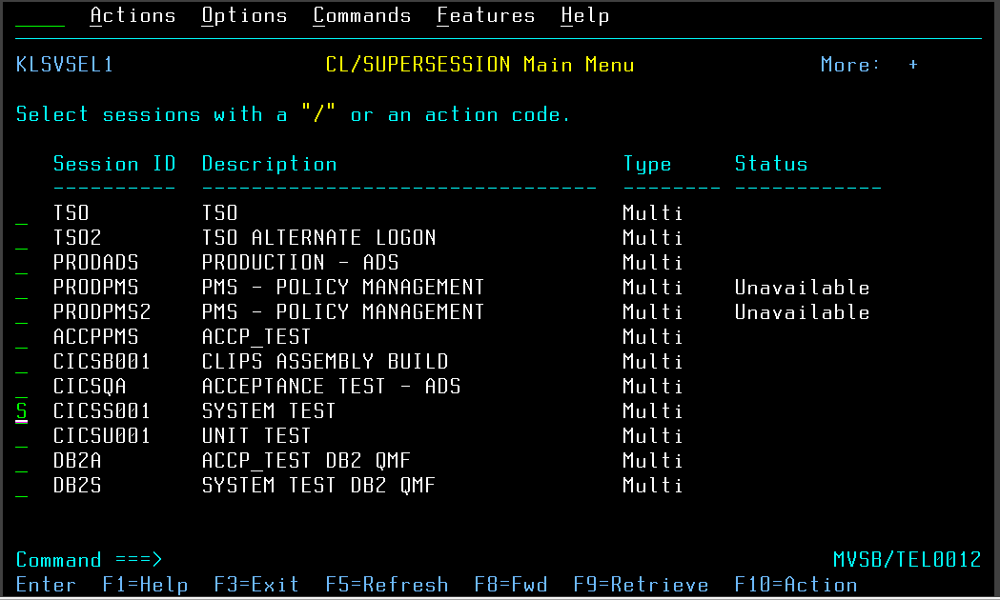 ____  Actions  Options  Commands  Features  Help
KLSVSEL1                 CL/SUPERSESSION Main Menu               More:  +
Select sessions with a "/" or an action code.
   Session ID  Description                       Type      Status
   ----------  --------------------------------  --------  ------------
_  TSO         TSO                               Multi
_  TSO2        TSO ALTERNATE LOGON               Multi
_  PRODADS     PRODUCTION - ADS                  Multi
_  PRODPMS     PMS - POLICY MANAGEMENT           Multi     Unavailable
_  PRODPMS2    PMS - POLICY MANAGEMENT           Multi     Unavailable
_  ACCPPMS     ACCP_TEST                         Multi
_  CICSB001    CLIPS ASSEMBLY BUILD              Multi
_  CICSQA      ACCEPTANCE TEST - ADS             Multi
S  CICSS001    SYSTEM TEST                       Multi
_  CICSU001    UNIT TEST                         Multi
_  DB2A        ACCP_TEST DB2 QMF                 Multi
_  DB2S        SYSTEM TEST DB2 QMF               Multi
Command ===>                                              MVSB/TEL0012
Enter  F1=Help  F3=Exit  F5=Refresh  F8=Fwd  F9=Retrieve  F10=Action